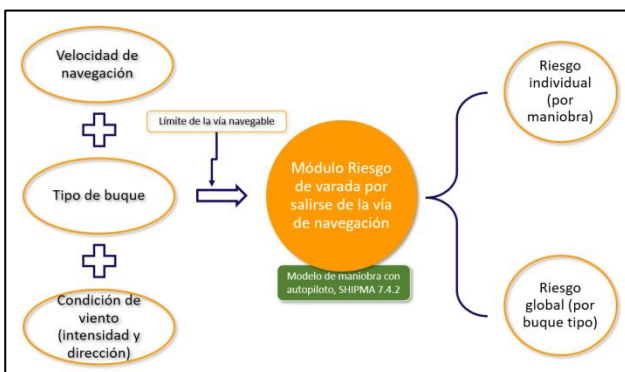 Velocidad de
navegación
Tipo de buque
Condición de
viento
(intensidad y
dirección)
Límite de la vía navegable
Módulo Riesgo
de varada por
salirse de la vía
de navegación
Modelo de maniobra con
autopiloto, SHIPMA 7.4.2
Riesgo
individual
(por
maniobra)
Riesgo
global (por
buque tipo)